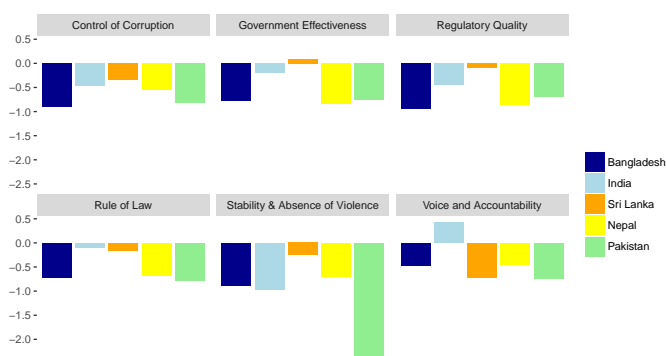 Control of Corruption Government Effectiveness Regulatory Quality
0.5
0.0
−0.5
−1.0
−1.5
−2.0
−2.5
Rule of Law Stability & Absence of Violence Voice and Accountability
0.5
0.0
−0.5
−1.0
−1.5
−2.0
Bangladesh
India
Sri Lanka
Nepal
Pakistan